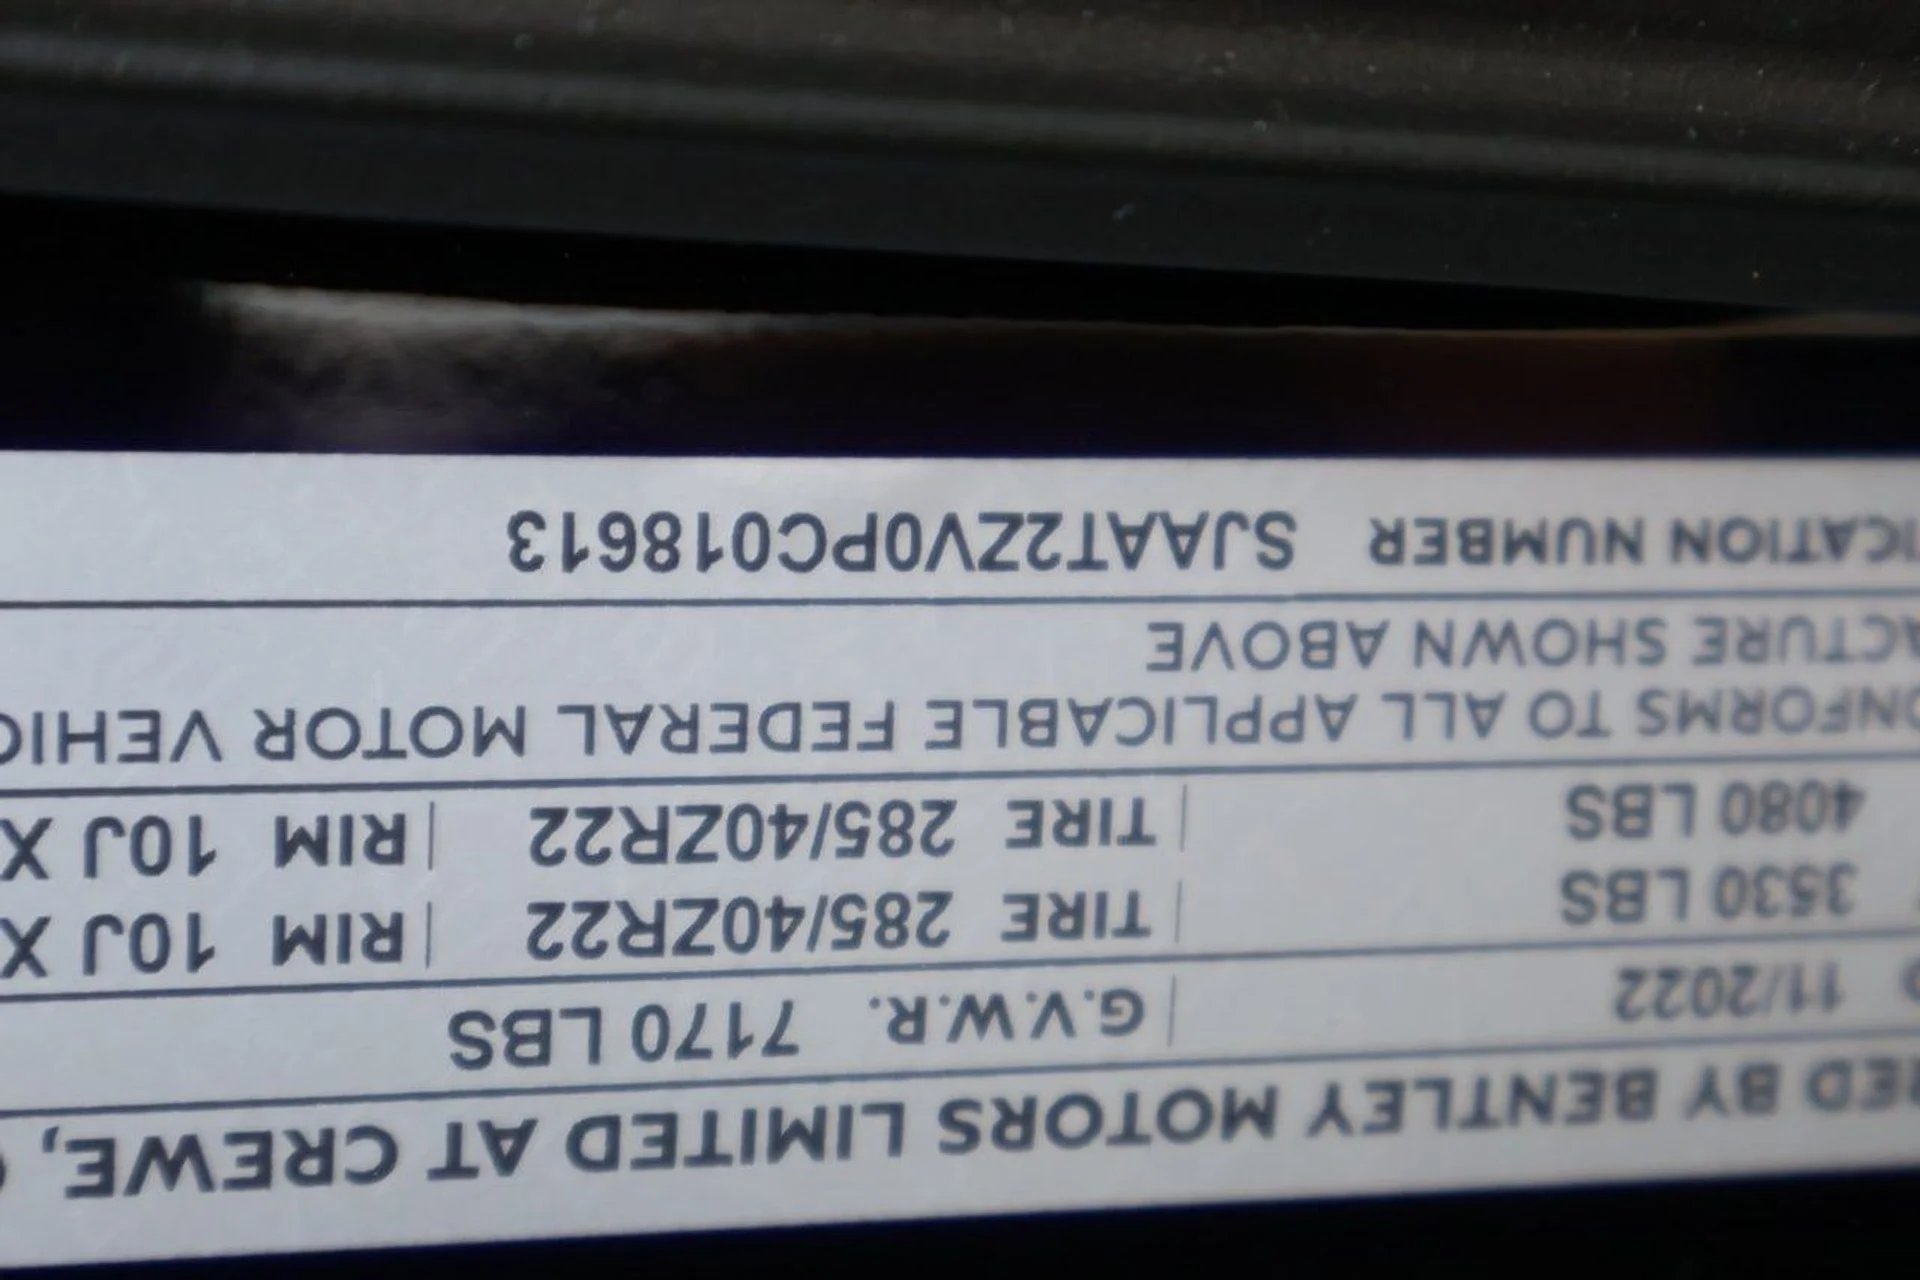 RED BY BENTLEY MOTORS LIMITED AT CREWE,
11/2022 | G.V.W.R. 7170 LBS
3530 LBS | TIRE 285/40ZR22 | RIM 10J X
4080 LBS | TIRE 285/40ZR22 | RIM 10J X
ONFORMS TO ALL APPLICABLE FEDERAL MOTOR VEHIC
ACTURE SHOWN ABOVE
ICATION NUMBER SJAAT2ZV0PC018613